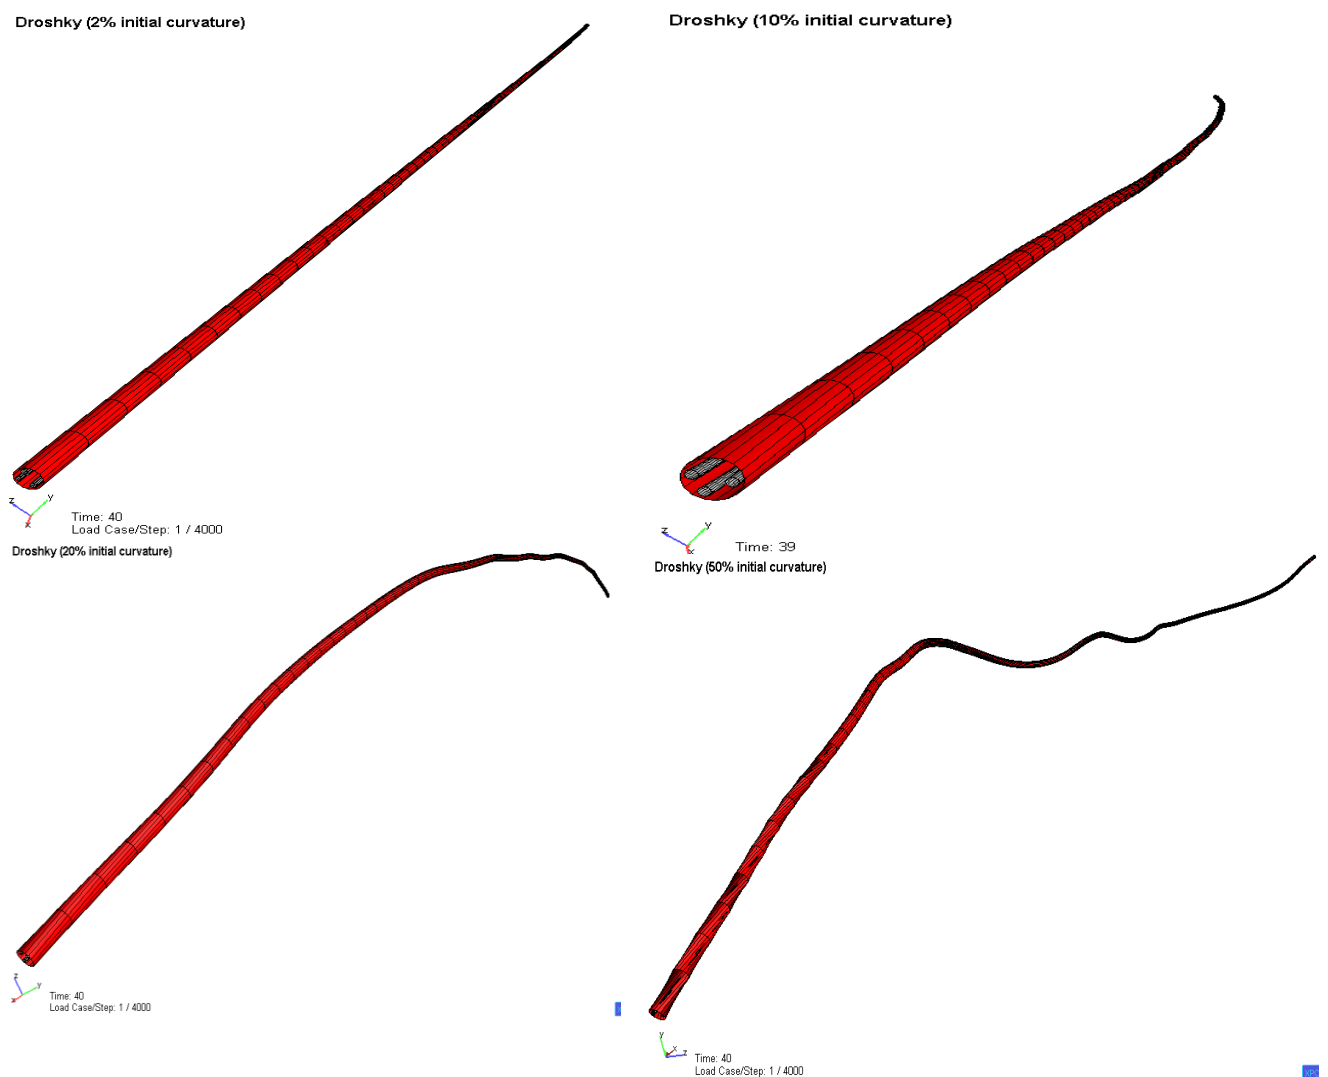 Droshky (2% initial curvature)
Droshky (10% initial curvature)
z
y
x
Time: 40
Load Case/Step: 1 / 4000
z
y
x
Time: 39
Droshky (20% initial curvature)
Droshky (50% initial curvature)
z
y
x
Time: 40
Load Case/Step: 1 / 4000
y
x
z
Time: 40
Load Case/Step: 1 / 4000